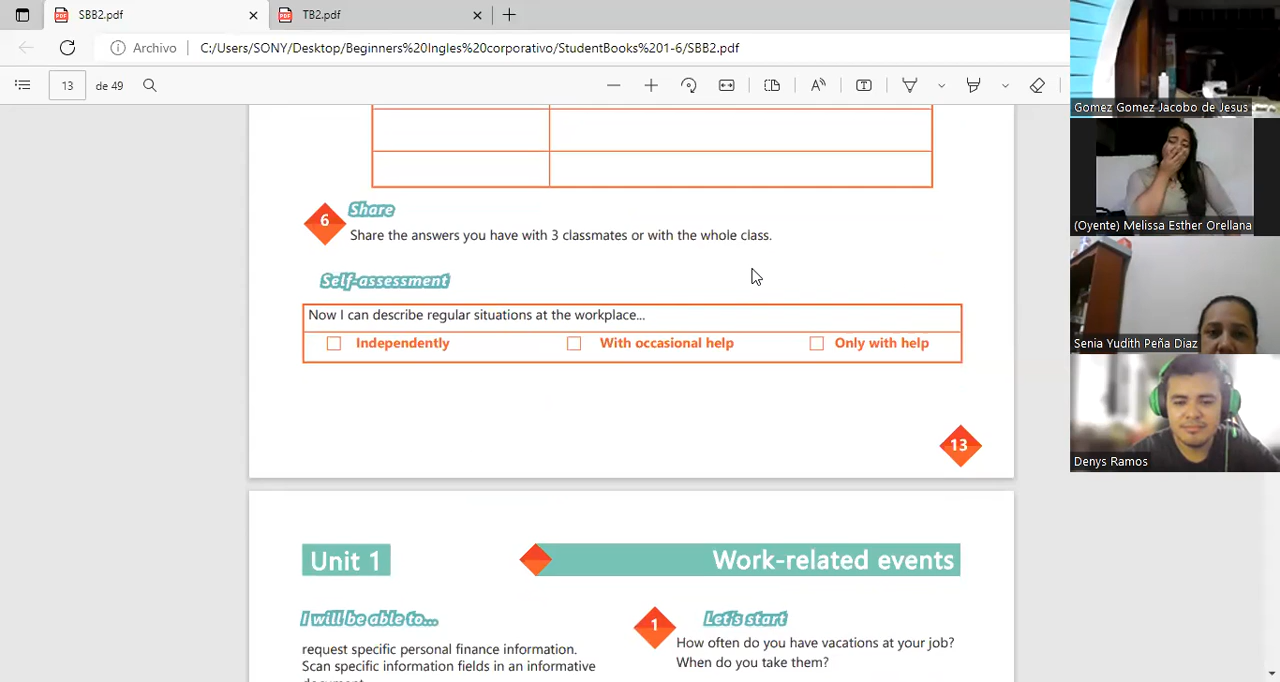 SBB2.pdf
TB2.pdf
Archivo
C:/Users/SONY/Desktop/Beginners%20Ingles%20corporativo/StudentBooks%201-6/SBB2.pdf
13
de 49
6
Share
Share the answers you have with 3 classmates or with the whole class.
Self-assessment
Now I can describe regular situations at the workplace...
Independently
With occasional help
Only with help
13
Unit 1
Work-related events
I will be able to...
request specific personal finance information.
Scan specific information fields in an informative
document.
1
Let's start
How often do you have vacations at your job?
When do you take them?
Gomez Gomez Jacobo de Jesus
(Oyente) Melissa Esther Orellana
Senia Yudith Peña Diaz
Denys Ramos